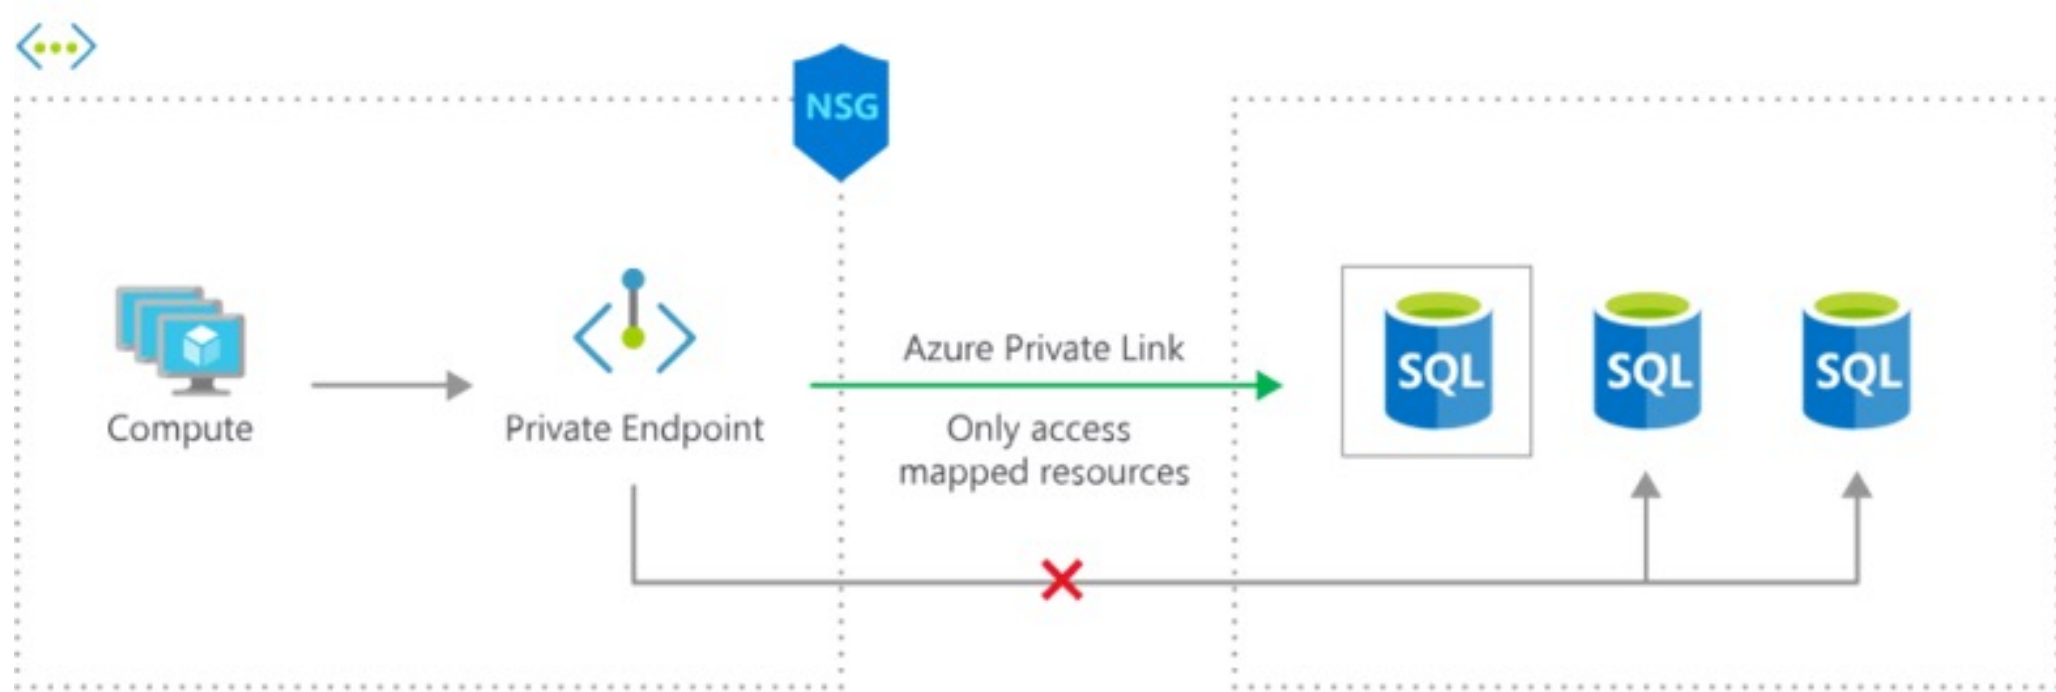 NSG
Azure Private Link
SQL
SQL
SQL
Compute
Private Endpoint
Only access
mapped resources